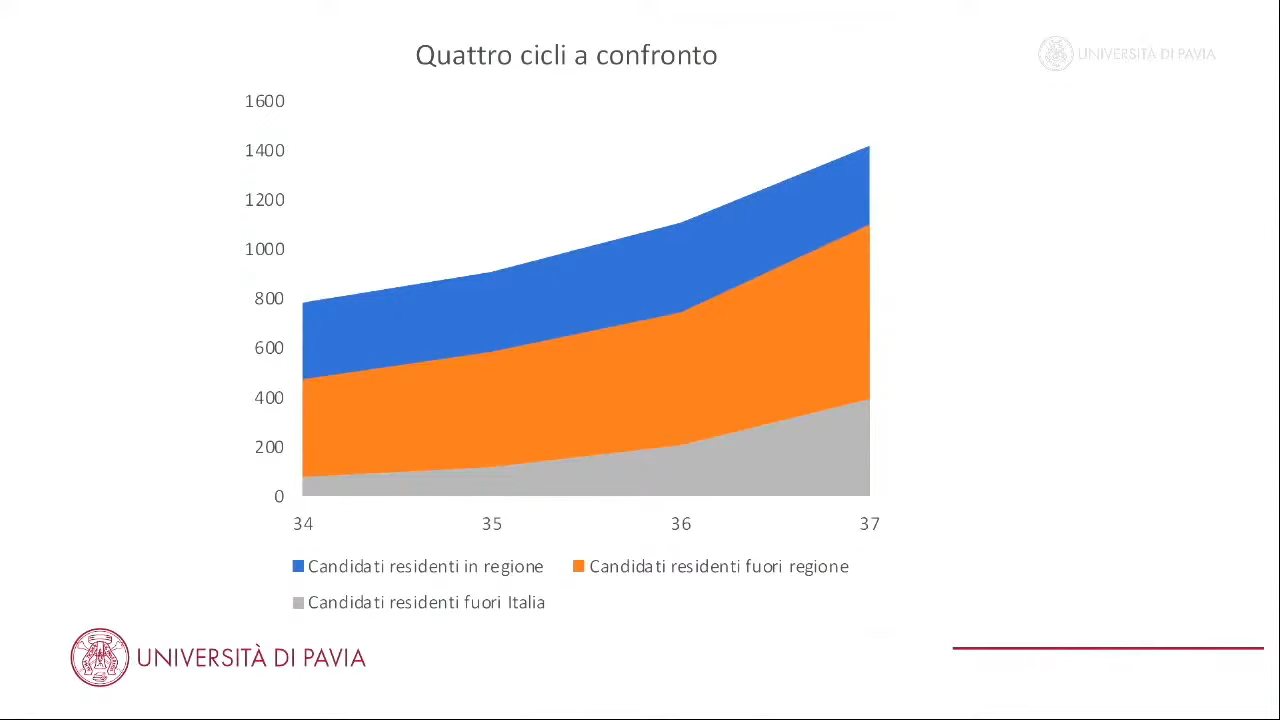 Quattro cicli a confronto
UNIVERSITÀ DI PAVIA
1600
1400
1200
1000
800
600
400
200
0
34 35 36 37
Candidati residenti in regione Candidati residenti fuori regione
Candidati residenti fuori Italia
UNIVERSITÀ DI PAVIA